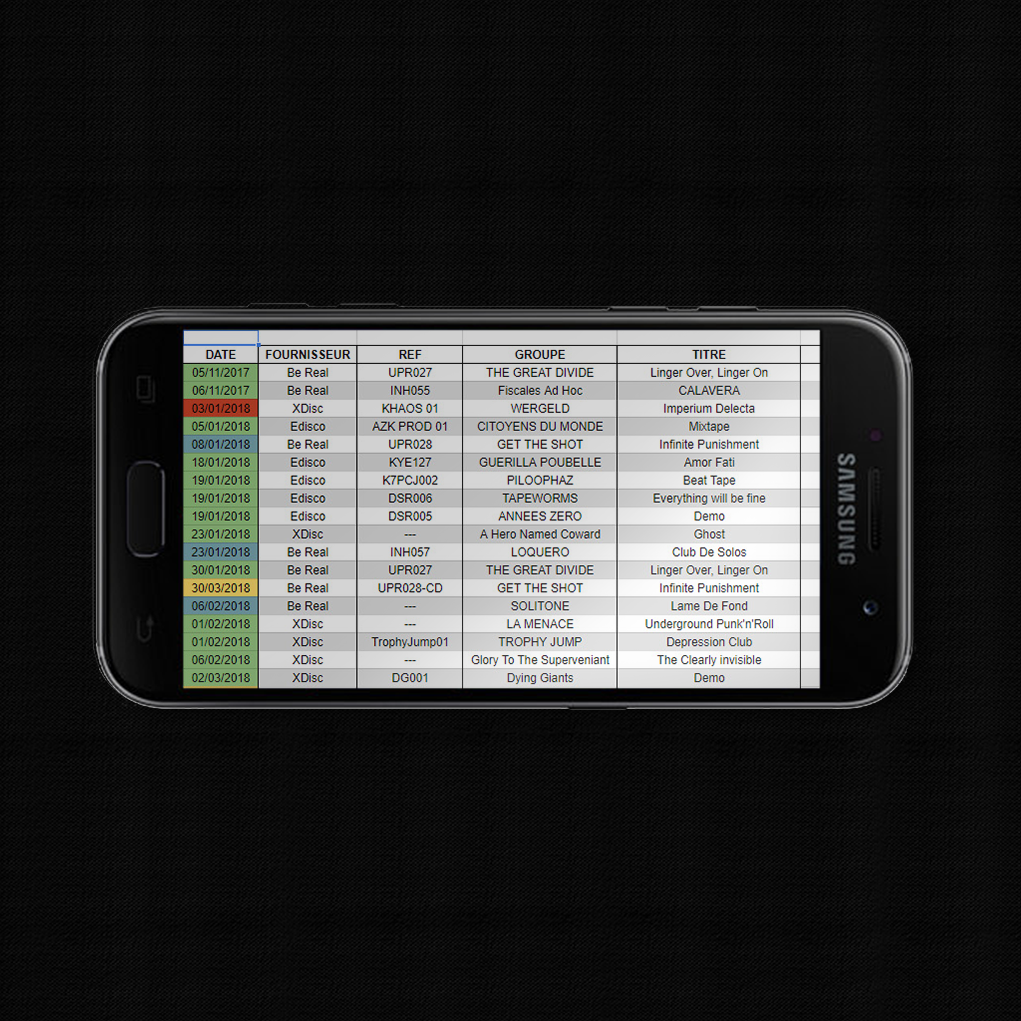 DATE FOURNISSEUR REF GROUPE TITRE
05/11/2017 Be Real UPR027 THE GREAT DIVIDE Linger Over, Linger On
06/11/2017 Be Real INH055 Fiscales Ad Hoc CALAVERA
03/01/2018 XDisc KHAOS 01 WERGELD Imperium Delecta
05/01/2018 Edisco AZK PROD 01 CITOYENS DU MONDE Mixtape
08/01/2018 Be Real UPR028 GET THE SHOT Infinite Punishment
18/01/2018 Edisco KYE127 GUERILLA POUBELLE Amor Fati
19/01/2018 Edisco K7PCJ002 PILOOPHAZ Beat Tape
19/01/2018 Edisco DSR006 TAPEWORMS Everything will be fine
19/01/2018 Edisco DSR005 ANNEES ZERO Demo
23/01/2018 XDisc --- A Hero Named Coward Ghost
23/01/2018 Be Real INH057 LOQUERO Club De Solos
30/01/2018 Be Real UPR027 THE GREAT DIVIDE Linger Over, Linger On
30/03/2018 Be Real UPR028-CD GET THE SHOT Infinite Punishment
06/02/2018 Be Real --- SOLITONE Lame De Fond
01/02/2018 XDisc --- LA MENACE Underground Punk'n'Roll
01/02/2018 XDisc TrophyJump01 TROPHY JUMP Depression Club
06/02/2018 XDisc --- Glory To The Superveniant The Clearly invisible
02/03/2018 XDisc DG001 Dying Giants Demo
SAMSUNG